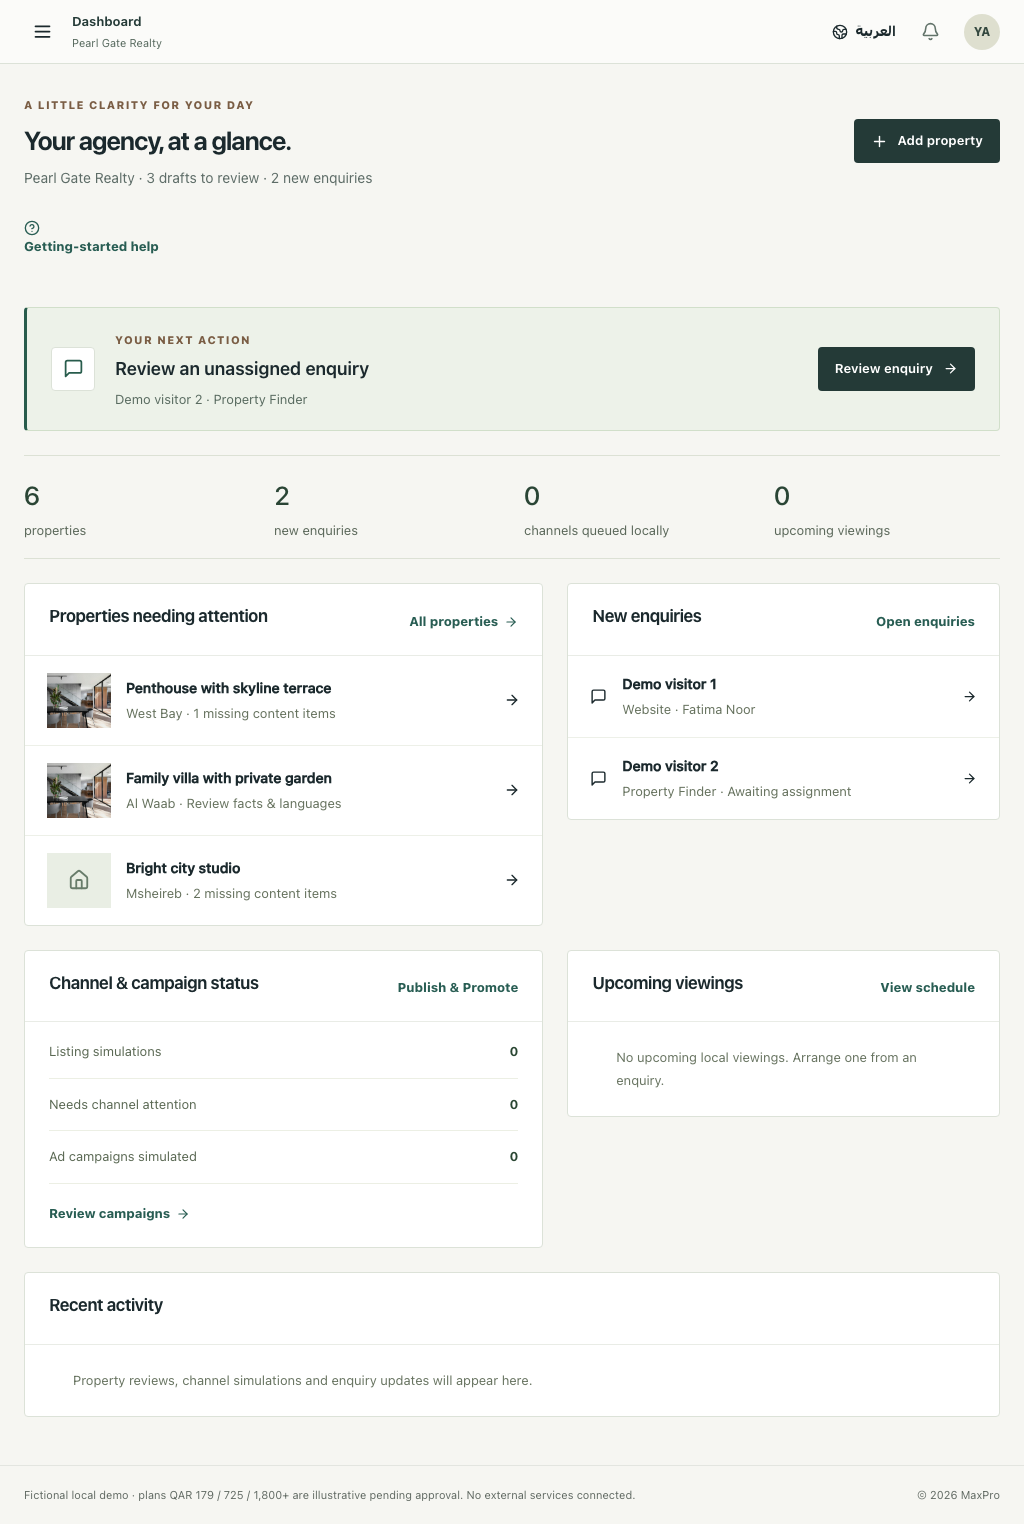 Dashboard
Pearl Gate Realty
العربية
YA
A LITTLE CLARITY FOR YOUR DAY
Your agency, at a glance.
Pearl Gate Realty · 3 drafts to review · 2 new enquiries
Add property
Getting-started help
YOUR NEXT ACTION
Review an unassigned enquiry
Demo visitor 2 · Property Finder
Review enquiry
6
properties
2
new enquiries
0
channels queued locally
0
upcoming viewings
Properties needing attention
All properties
Penthouse with skyline terrace
West Bay · 1 missing content items
Family villa with private garden
Al Waab · Review facts & languages
Bright city studio
Msheireb · 2 missing content items
New enquiries
Open enquiries
Demo visitor 1
Website · Fatima Noor
Demo visitor 2
Property Finder · Awaiting assignment
Channel & campaign status
Publish & Promote
Listing simulations 0
Needs channel attention 0
Ad campaigns simulated 0
Review campaigns
Upcoming viewings
View schedule
No upcoming local viewings. Arrange one from an
enquiry.
Recent activity
Property reviews, channel simulations and enquiry updates will appear here.
Fictional local demo · plans QAR 179 / 725 / 1,800+ are illustrative pending approval. No external services connected.
© 2026 MaxPro